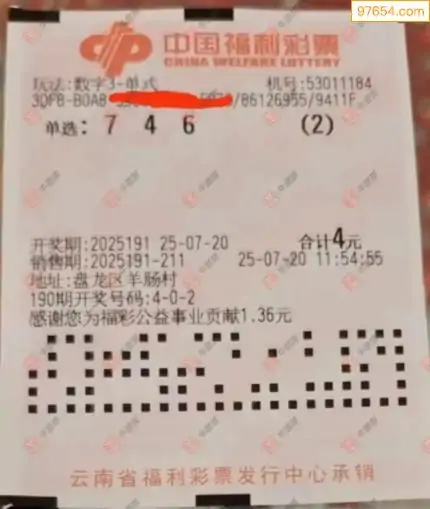 97654.com
中国福利彩票
CHINA WELFARE LOTTERY
玩法:数字3-单式 机号:53011184
/86126955/9411F
单选: 7 4 6 (2)
开奖期:2025191 25-07-20 合计4元
销售期:2025191-211 25-07-20 11:54:55
地址:盘龙区羊肠村
190期开奖号码:4-0-2
感谢您为福彩公益事业贡献1.36元
云南省福利彩票发行中心承销